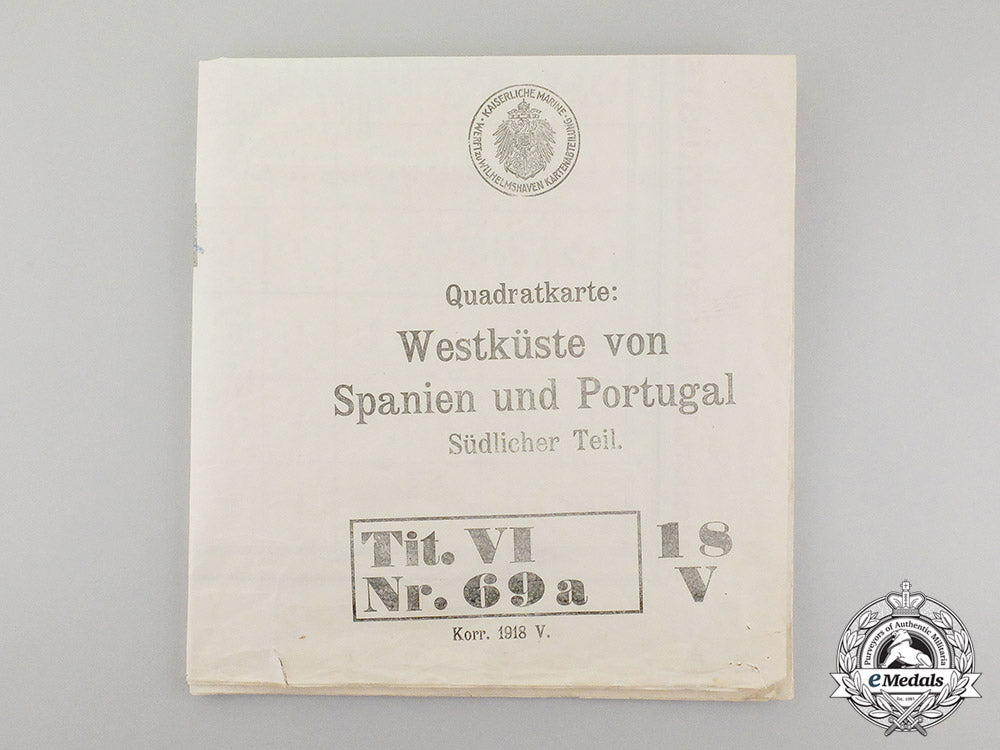 KAISERLICHE MARINE · WERFT ZU WILHELMSHAVEN KARTENABTEILUNG ·
Quadratkarte:
Westküste von
Spanien und Portugal
Südlicher Teil.
Tit. VI
Nr. 69a
18
V
Korr. 1918 V.
Purveyors of Authentic Militaria
eMedals